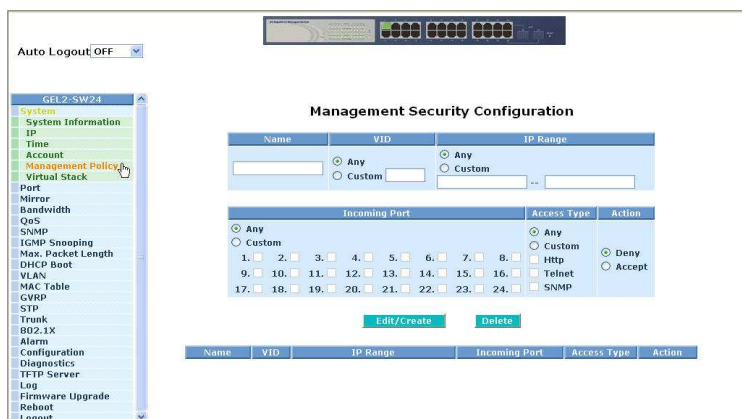 Auto Logout OFF
GEL2-SW24
System
System Information
IP
Time
Account
Management Policy
Virtual Stack
Port
Mirror
Bandwidth
QoS
SNMP
IGMP Snooping
Max. Packet Length
DHCP Boot
VLAN
MAC Table
GVRP
STP
Trunk
802.1X
Alarm
Configuration
Diagnostics
TFTP Server
Log
Firmware Upgrade
Reboot
Logout
Management Security Configuration
Name VID IP Range
Any
Custom
Any
Custom
--
Incoming Port Access Type Action
Any
Custom
1. 2. 3. 4. 5. 6. 7. 8.
9. 10. 11. 12. 13. 14. 15. 16.
17. 18. 19. 20. 21. 22. 23. 24.
Any
Custom
Http
Telnet
SNMP
Deny
Accept
Edit/Create Delete
Name VID IP Range Incoming Port Access Type Action